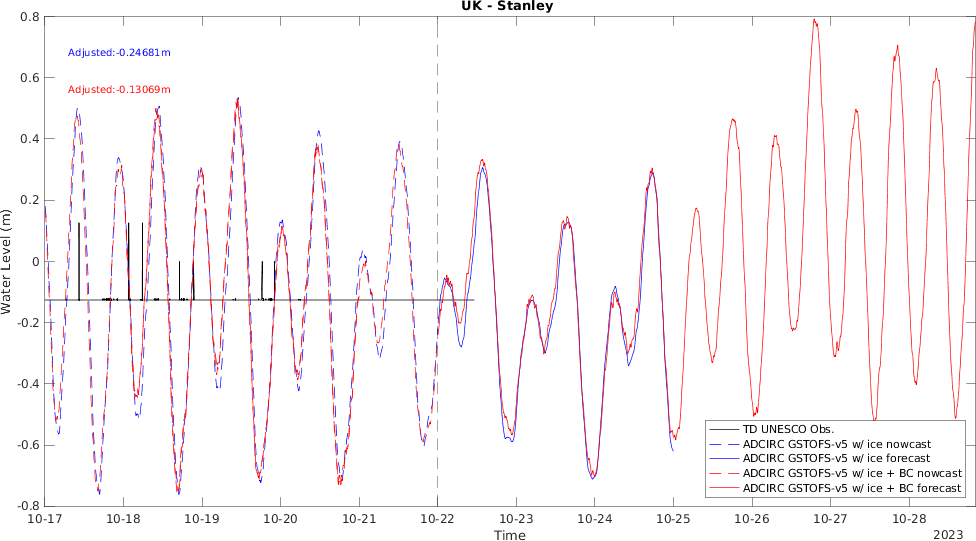 UK - Stanley
0.8
Adjusted:-0.24681m
0.6
Adjusted:-0.13069m
0.4
0.2
0
Water Level (m)
-0.2
-0.4
-0.6
-0.8
TD UNESCO Obs.
ADCIRC GSTOFS-v5 w/ ice nowcast
ADCIRC GSTOFS-v5 w/ ice forecast
ADCIRC GSTOFS-v5 w/ ice + BC nowcast
ADCIRC GSTOFS-v5 w/ ice + BC forecast
10-17 10-18 10-19 10-20 10-21 10-22 10-23 10-24 10-25 10-26 10-27 10-28
Time
2023